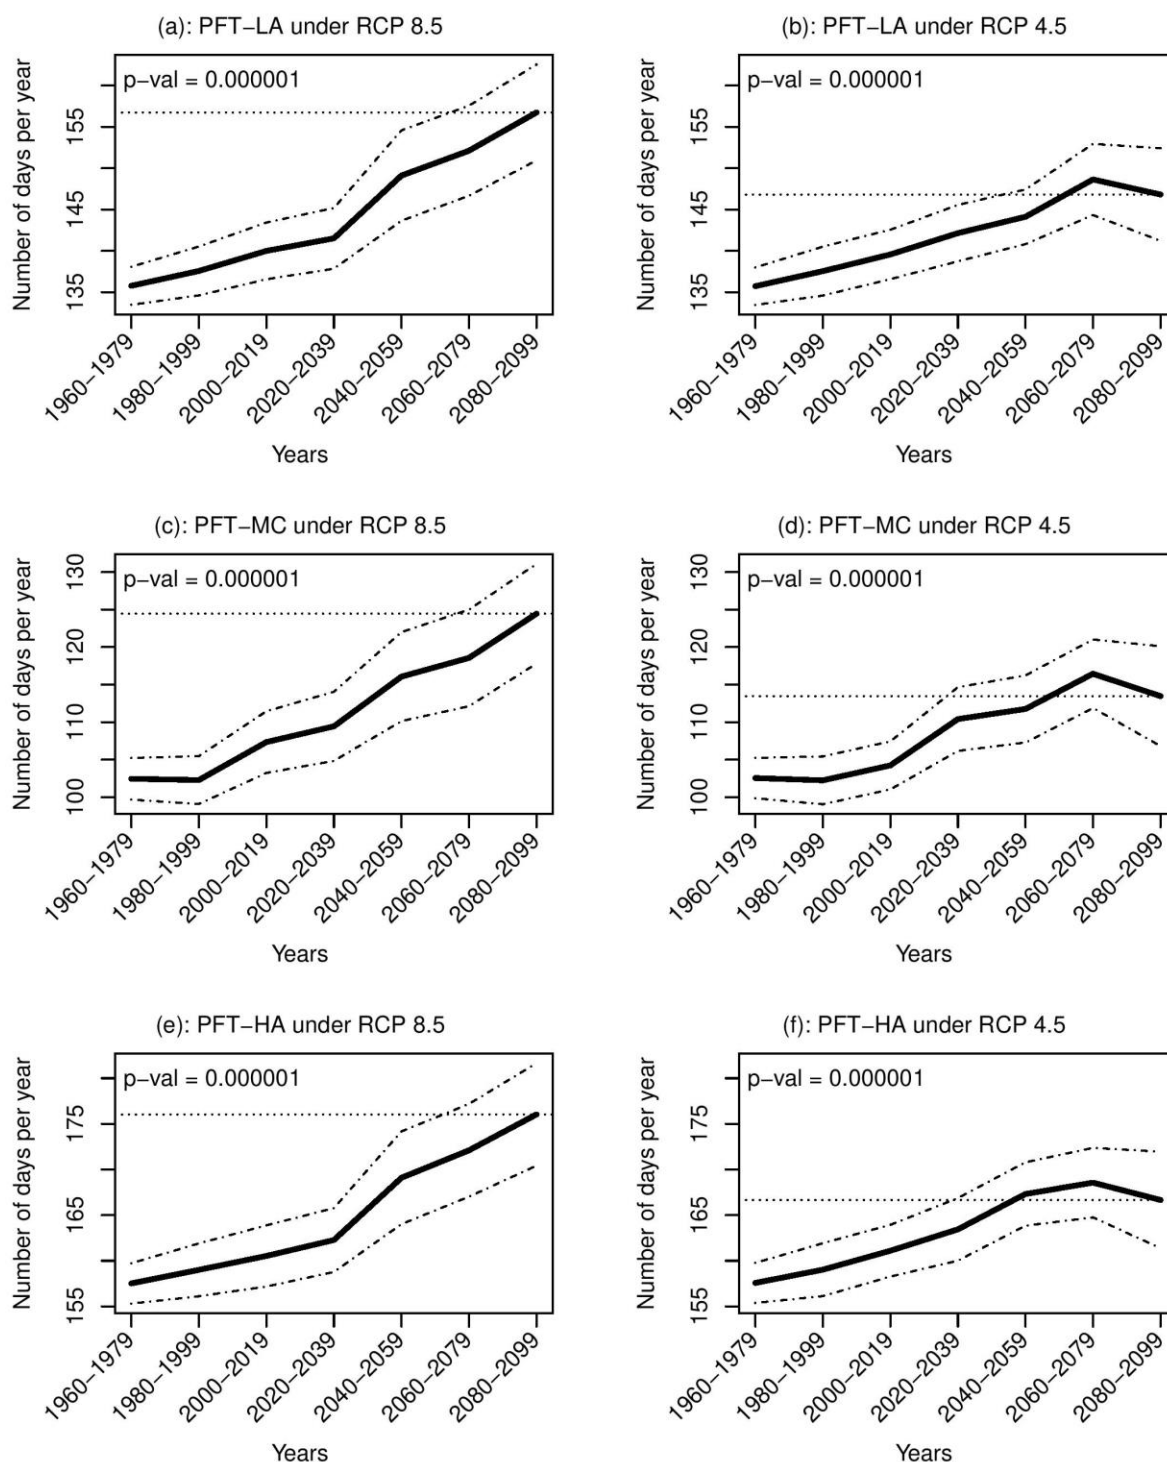 (a): PFT−LA under RCP 8.5
p−val = 0.000001
Number of days per year
155
145
135
1960−1979
1980−1999
2000−2019
2020−2039
2040−2059
2060−2079
2080−2099
Years
(b): PFT−LA under RCP 4.5
p−val = 0.000001
Number of days per year
155
145
135
1960−1979
1980−1999
2000−2019
2020−2039
2040−2059
2060−2079
2080−2099
Years
(c): PFT−MC under RCP 8.5
p−val = 0.000001
Number of days per year
130
120
110
100
1960−1979
1980−1999
2000−2019
2020−2039
2040−2059
2060−2079
2080−2099
Years
(d): PFT−MC under RCP 4.5
p−val = 0.000001
Number of days per year
130
120
110
100
1960−1979
1980−1999
2000−2019
2020−2039
2040−2059
2060−2079
2080−2099
Years
(e): PFT−HA under RCP 8.5
p−val = 0.000001
Number of days per year
175
165
155
1960−1979
1980−1999
2000−2019
2020−2039
2040−2059
2060−2079
2080−2099
Years
(f): PFT−HA under RCP 4.5
p−val = 0.000001
Number of days per year
175
165
155
1960−1979
1980−1999
2000−2019
2020−2039
2040−2059
2060−2079
2080−2099
Years